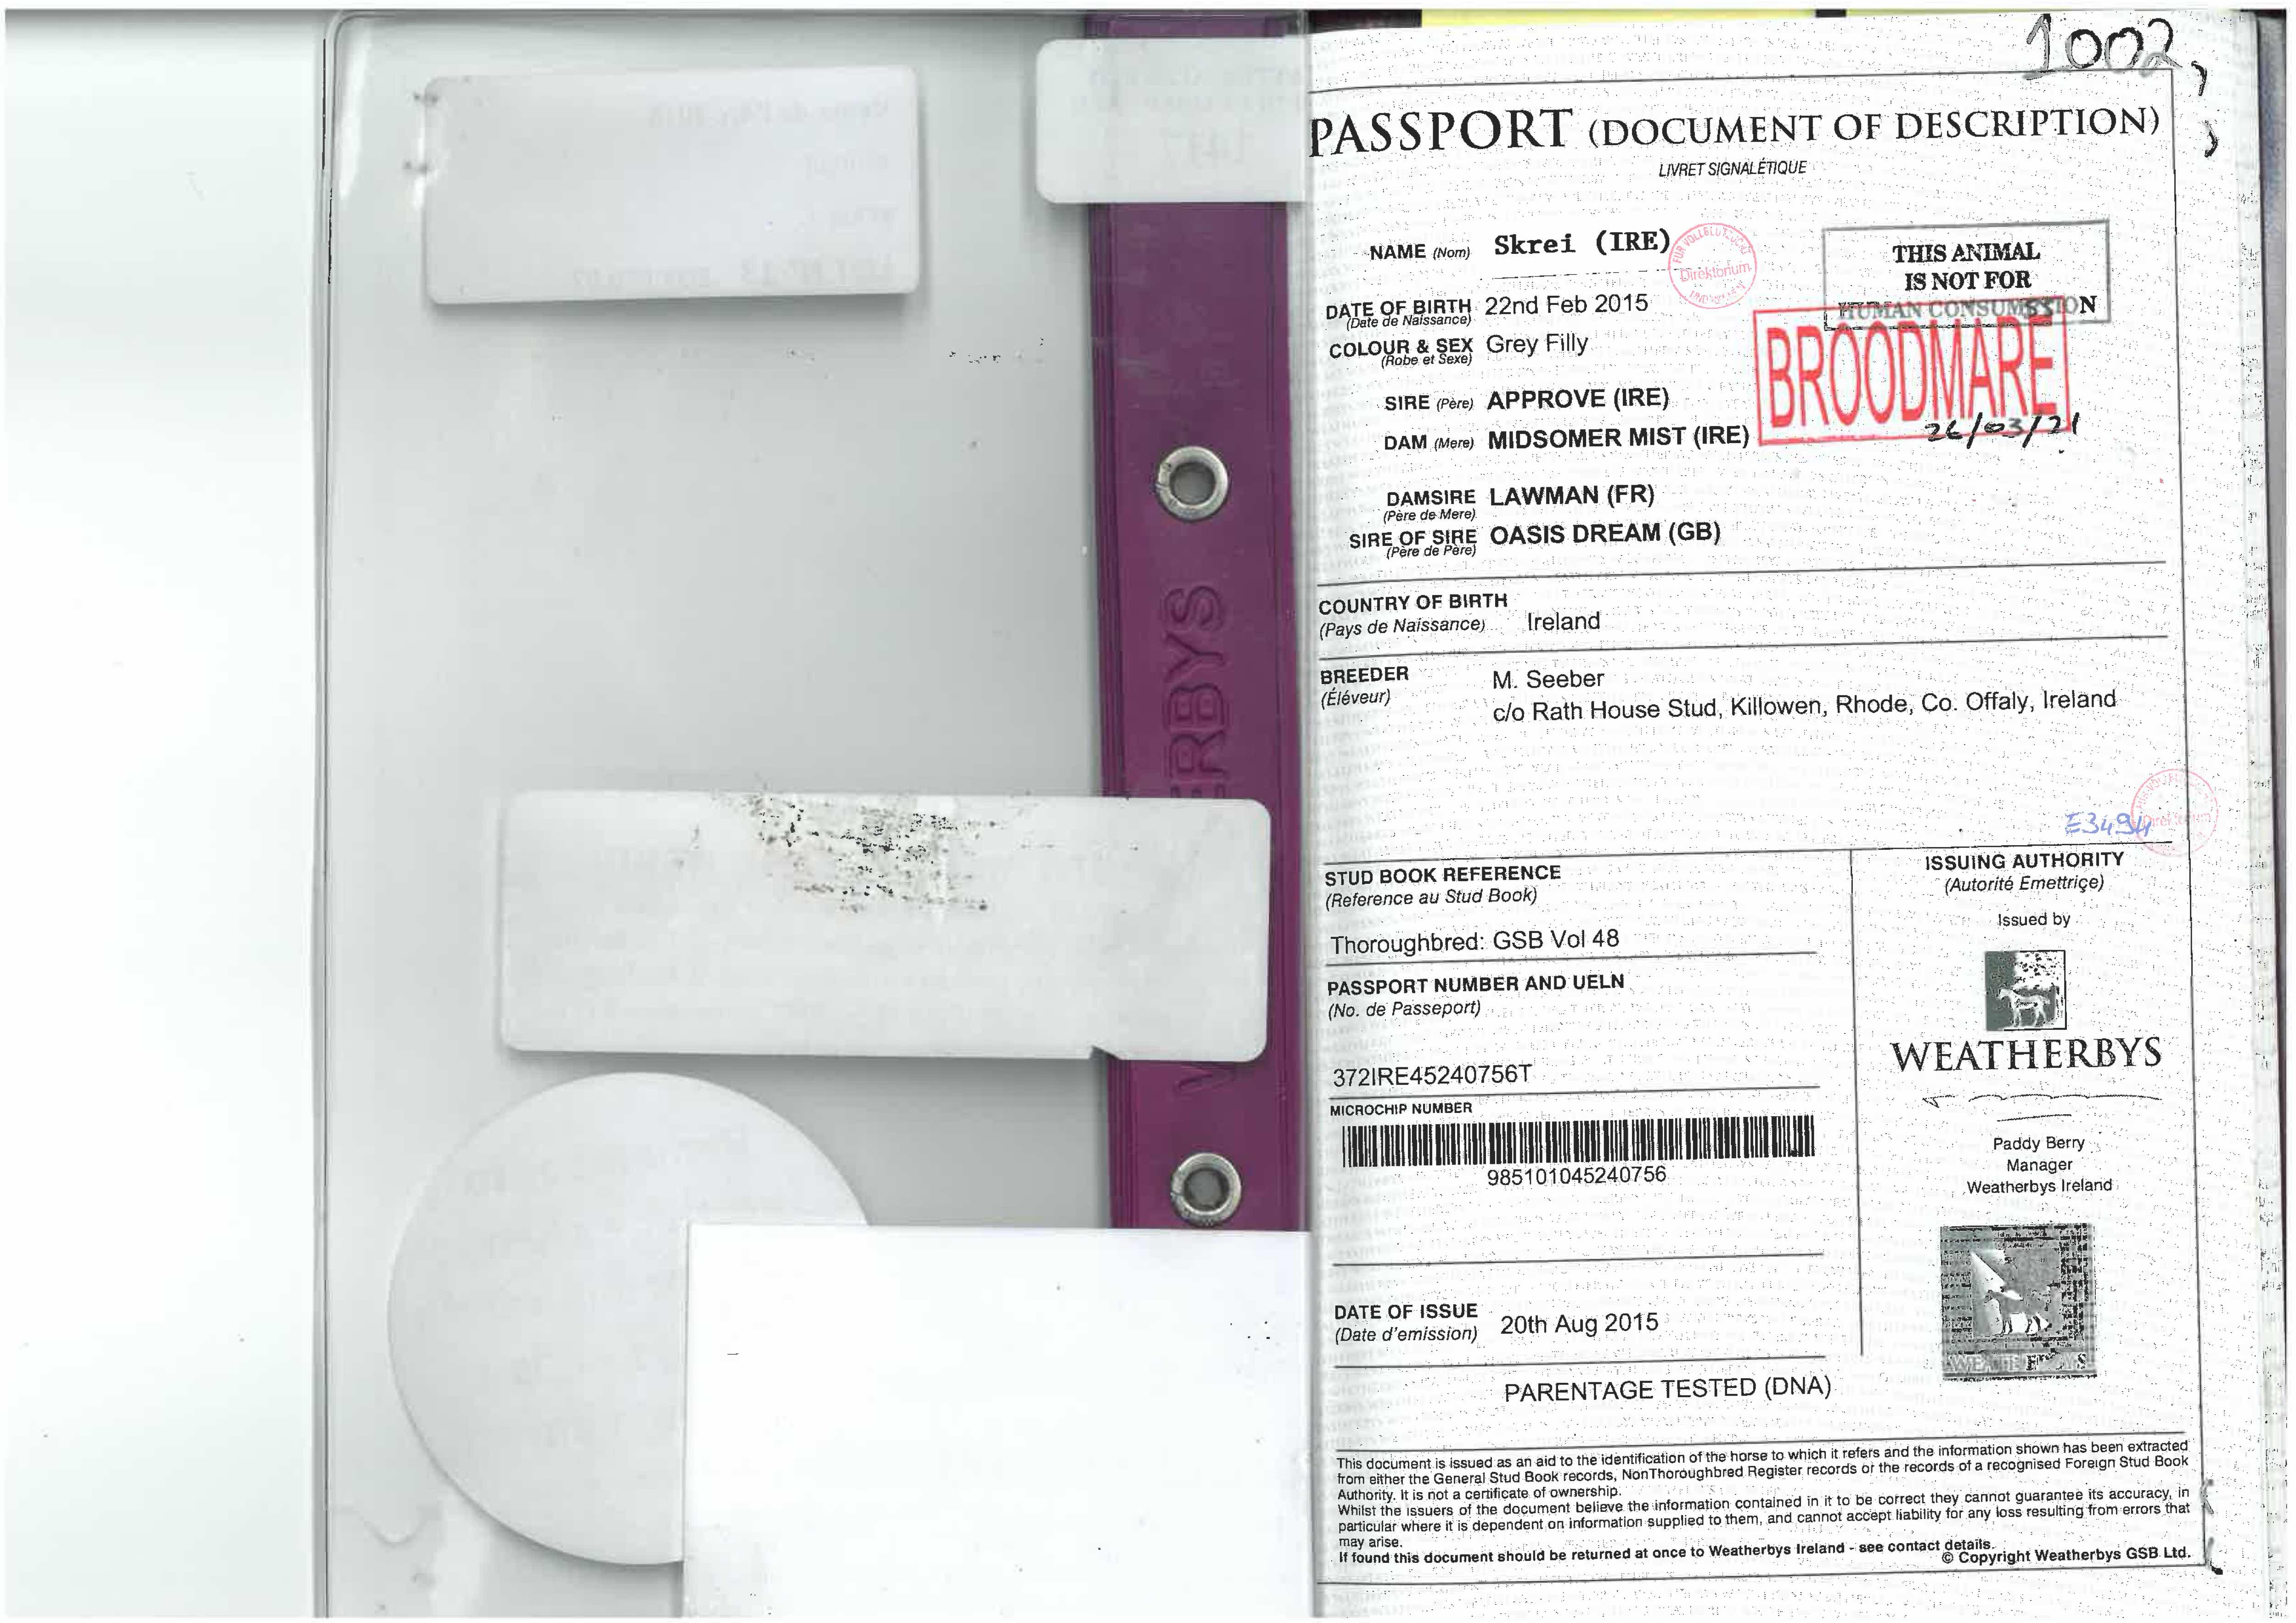 1002,
PASSPORT (DOCUMENT OF DESCRIPTION)
LIVRET SIGNALÉTIQUE
NAME (Nom) Skrei (IRE)
FÜR VOLLBLUTZUCHT
Direktorium
THIS ANIMAL
IS NOT FOR
HUMAN CONSUMPTION
DATE OF BIRTH 22nd Feb 2015
(Date de Naissance)
COLOUR & SEX Grey Filly
(Robe et Sexe)
BROODMARE
26/03/21
SIRE (Père) APPROVE (IRE)
DAM (Mere) MIDSOMER MIST (IRE)
DAMSIRE LAWMAN (FR)
(Père de Mere)
SIRE OF SIRE OASIS DREAM (GB)
(Père de Père)
COUNTRY OF BIRTH
(Pays de Naissance) Ireland
BREEDER M. Seeber
(Éléveur) c/o Rath House Stud, Killowen, Rhode, Co. Offaly, Ireland
E3494
Direktorium
STUD BOOK REFERENCE
(Reference au Stud Book)
Thoroughbred: GSB Vol 48
PASSPORT NUMBER AND UELN
(No. de Passeport)
372IRE45240756T
MICROCHIP NUMBER
985101045240756
DATE OF ISSUE 20th Aug 2015
(Date d'emission)
ISSUING AUTHORITY
(Autorité Emettriçe)
Issued by
WEATHERBYS
Paddy Berry
Manager
Weatherbys Ireland
PARENTAGE TESTED (DNA)
This document is issued as an aid to the identification of the horse to which it refers and the information shown has been extracted
from either the General Stud Book records, NonThoroughbred Register records or the records of a recognised Foreign Stud Book
Authority. It is not a certificate of ownership.
Whilst the issuers of the document believe the information contained in it to be correct they cannot guarantee its accuracy, in
particular where it is dependent on information supplied to them, and cannot accept liability for any loss resulting from errors that
may arise.
If found this document should be returned at once to Weatherbys Ireland - see contact details.
© Copyright Weatherbys GSB Ltd.
ERBYS